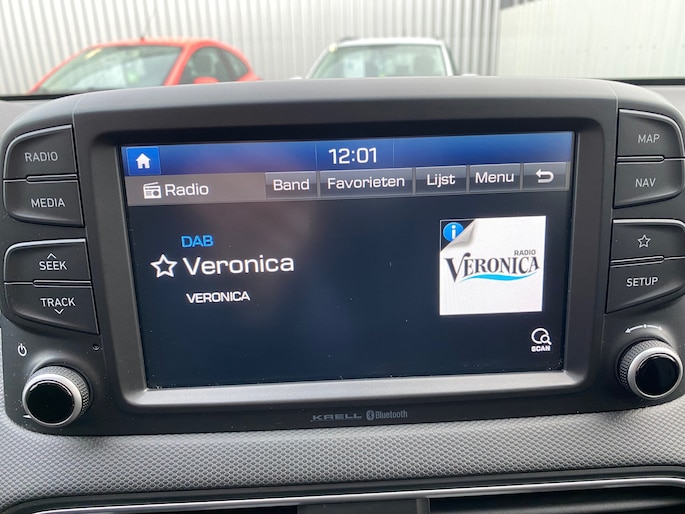 12:01
Radio Band Favorieten Lijst Menu
DAB
Veronica
VERONICA
i
RADIO
VERONICA
SCAN
RADIO
MEDIA
SEEK
TRACK
MAP
NAV
SETUP
KRELL Bluetooth